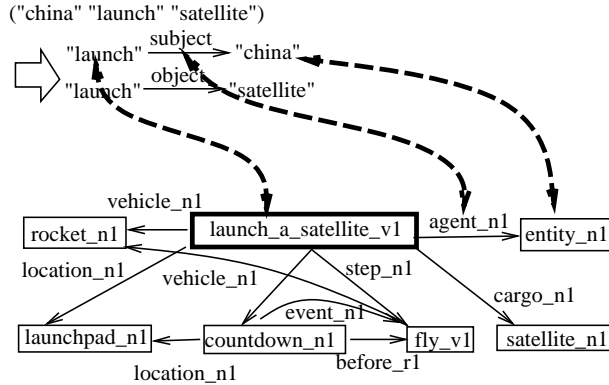 ("china" "launch" "satellite")
"launch" subject "china"
"launch" object "satellite"
vehicle_n1
rocket_n1 launch_a_satellite_v1 agent_n1 entity_n1
location_n1 vehicle_n1 step_n1
cargo_n1
event_n1
launchpad_n1 countdown_n1 fly_v1 satellite_n1
location_n1 before_r1